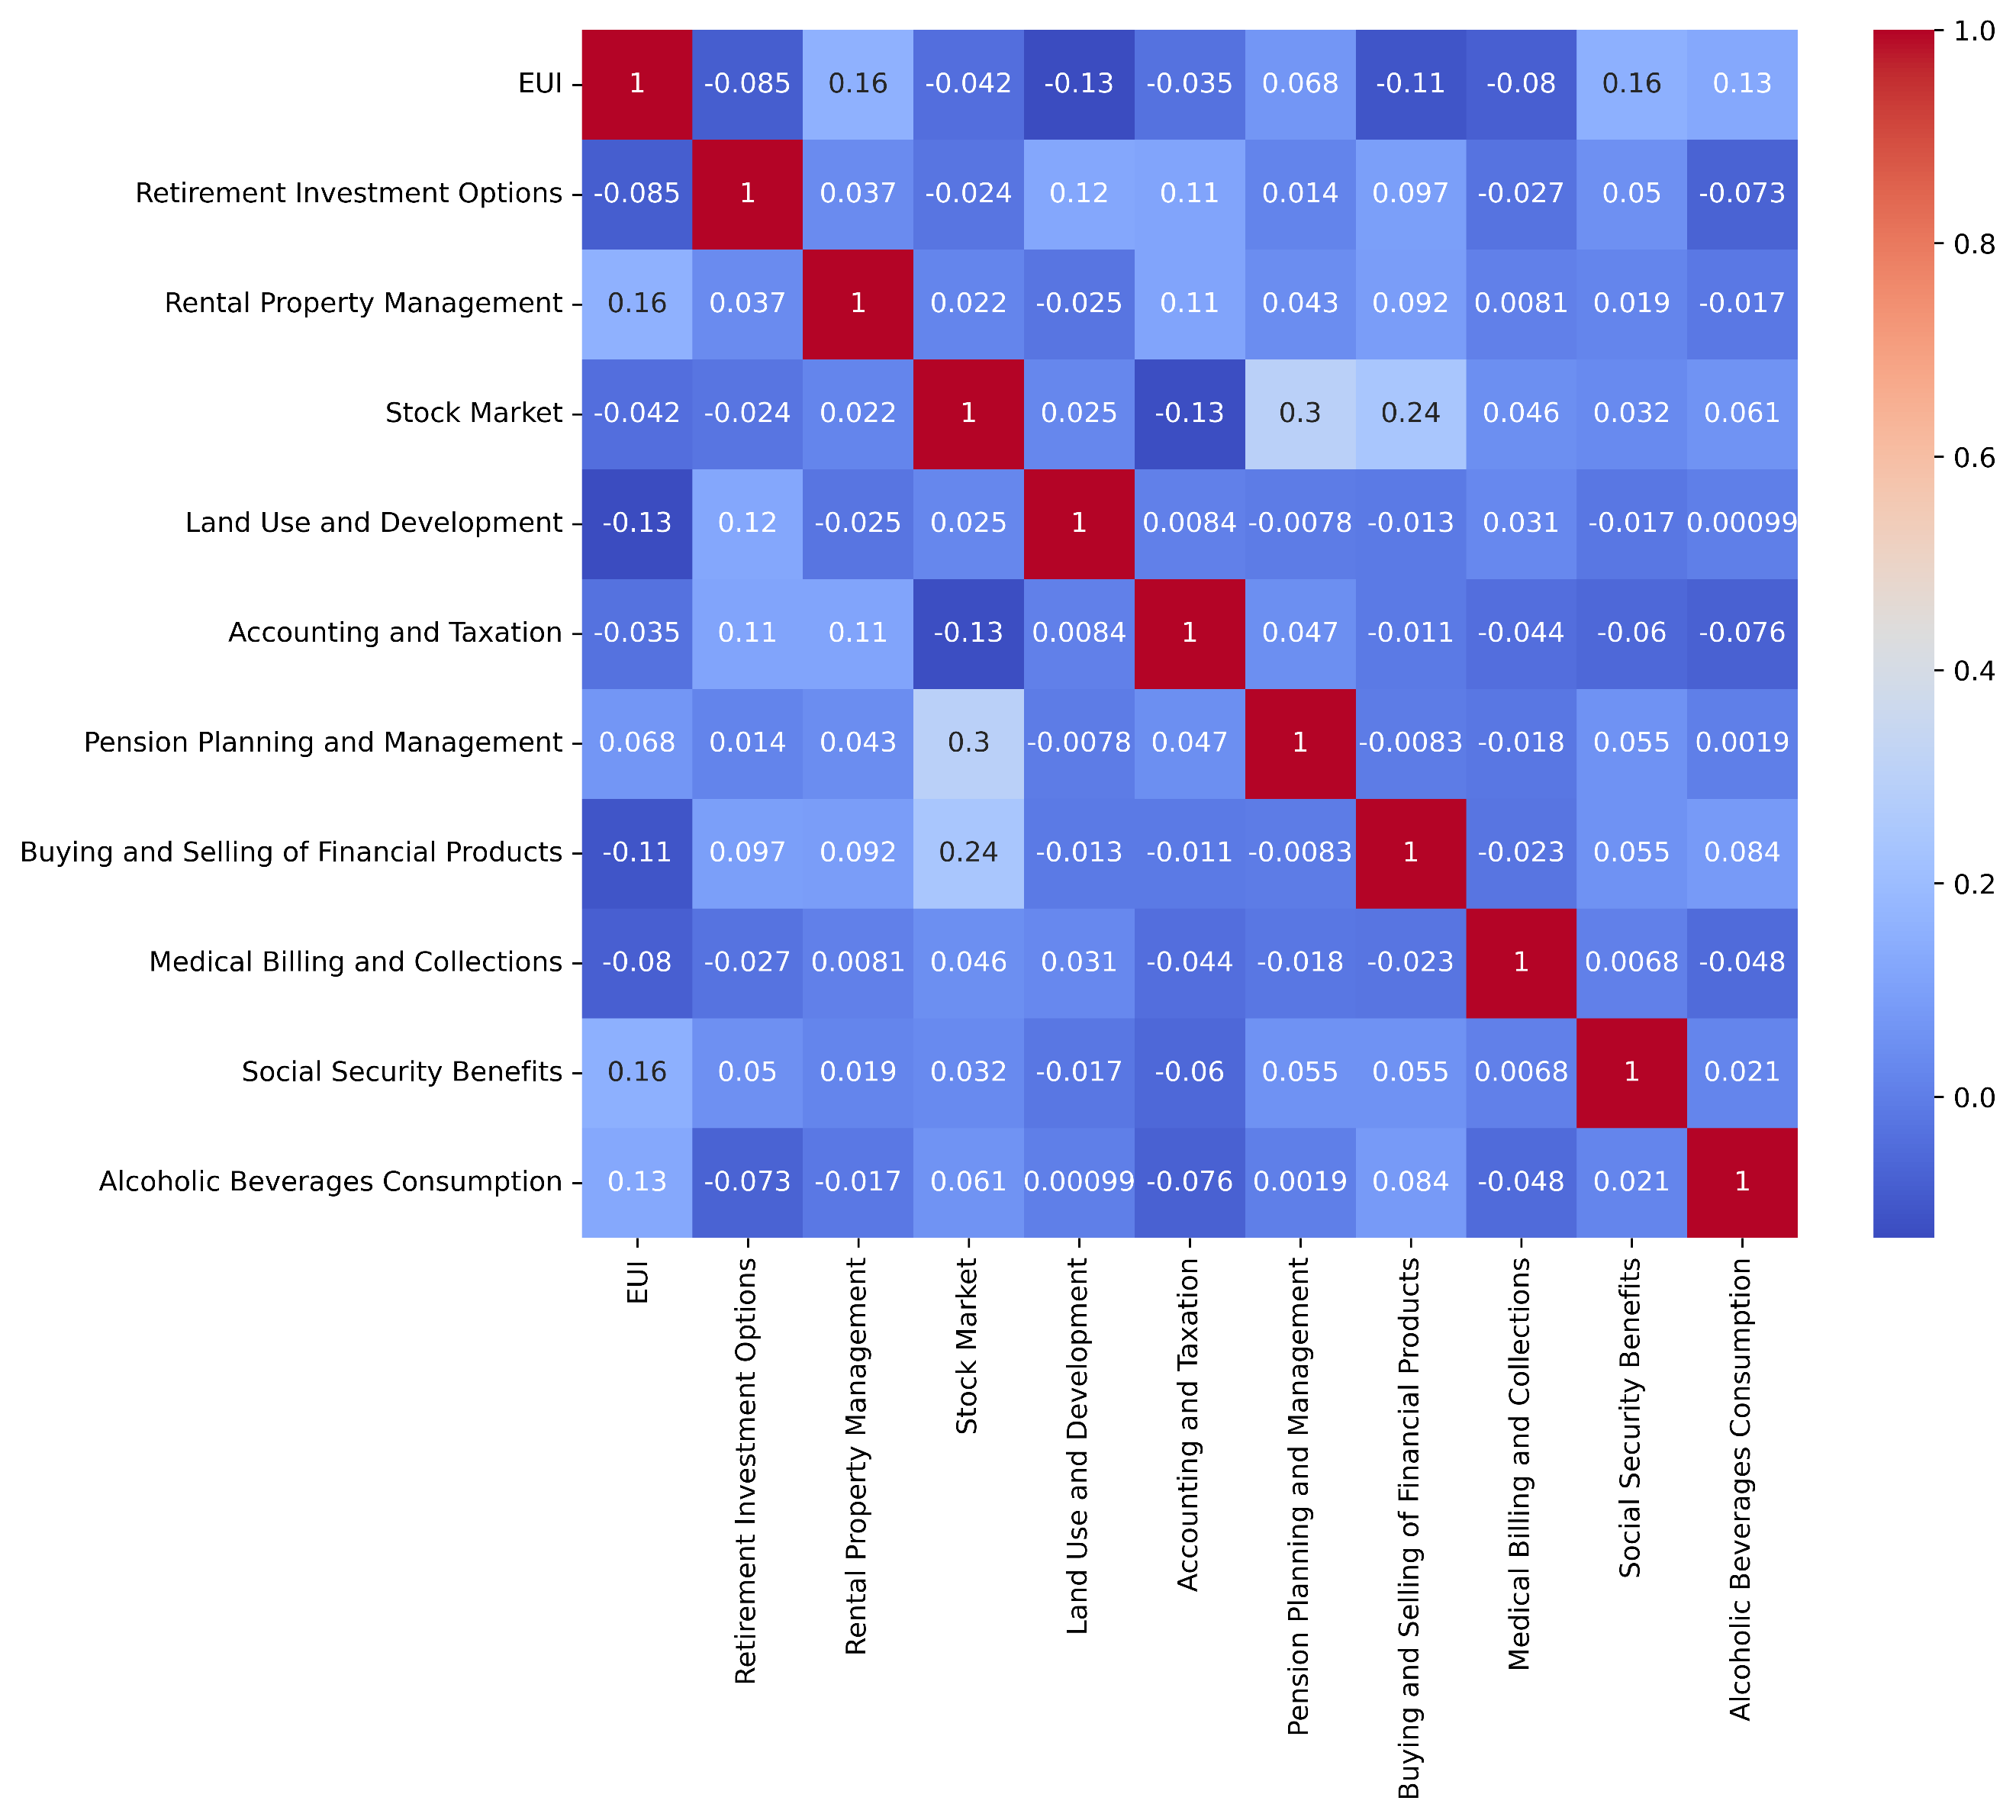 EUI 1 -0.085 0.16 -0.042 -0.13 -0.035 0.068 -0.11 -0.08 0.16 0.13
Retirement Investment Options -0.085 1 0.037 -0.024 0.12 0.11 0.014 0.097 -0.027 0.05 -0.073
Rental Property Management 0.16 0.037 1 0.022 -0.025 0.11 0.043 0.092 0.0081 0.019 -0.017
Stock Market -0.042 -0.024 0.022 1 0.025 -0.13 0.3 0.24 0.046 0.032 0.061
Land Use and Development -0.13 0.12 -0.025 0.025 1 0.0084 -0.0078 -0.013 0.031 -0.017 0.00099
Accounting and Taxation -0.035 0.11 0.11 -0.13 0.0084 1 0.047 -0.011 -0.044 -0.06 -0.076
Pension Planning and Management 0.068 0.014 0.043 0.3 -0.0078 0.047 1 -0.0083 -0.018 0.055 0.0019
Buying and Selling of Financial Products -0.11 0.097 0.092 0.24 -0.013 -0.011 -0.0083 1 -0.023 0.055 0.084
Medical Billing and Collections -0.08 -0.027 0.0081 0.046 0.031 -0.044 -0.018 -0.023 1 0.0068 -0.048
Social Security Benefits 0.16 0.05 0.019 0.032 -0.017 -0.06 0.055 0.055 0.0068 1 0.021
Alcoholic Beverages Consumption 0.13 -0.073 -0.017 0.061 0.00099 -0.076 0.0019 0.084 -0.048 0.021 1
EUI
Retirement Investment Options
Rental Property Management
Stock Market
Land Use and Development
Accounting and Taxation
Pension Planning and Management
Buying and Selling of Financial Products
Medical Billing and Collections
Social Security Benefits
Alcoholic Beverages Consumption
1.0
0.8
0.6
0.4
0.2
0.0